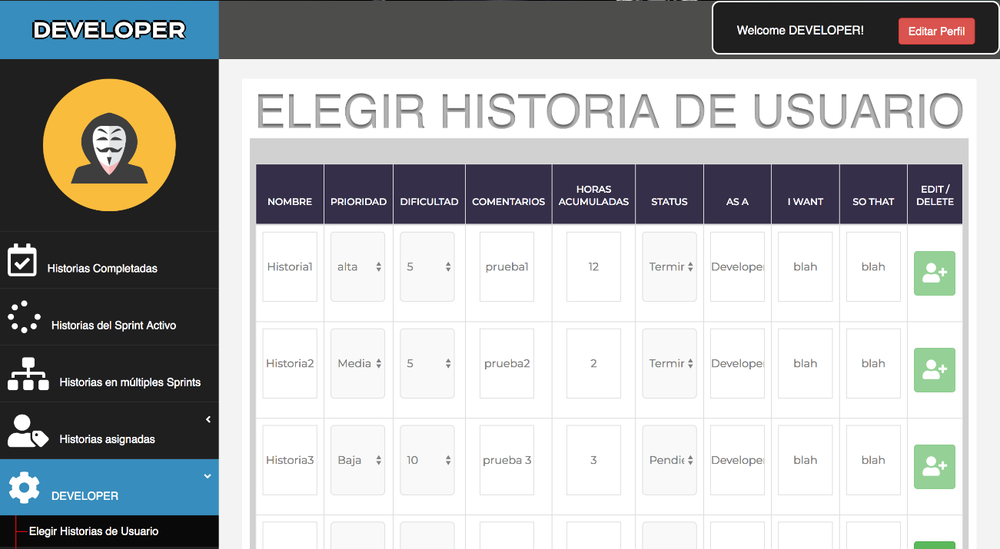 DEVELOPER
Welcome DEVELOPER!
Editar Perfil
Historias Completadas
Historias del Sprint Activo
Historias en múltiples Sprints
Historias asignadas
DEVELOPER
Elegir Historias de Usuario
ELEGIR HISTORIA DE USUARIO
NOMBRE PRIORIDAD DIFICULTAD COMENTARIOS HORAS ACUMULADAS STATUS AS A I WANT SO THAT EDIT / DELETE
Historia1 alta 5 prueba1 12 Termir Developer blah blah
Historia2 Media 5 prueba2 2 Termir Developer blah blah
Historia3 Baja 10 prueba 3 3 Pendie Developer blah blah